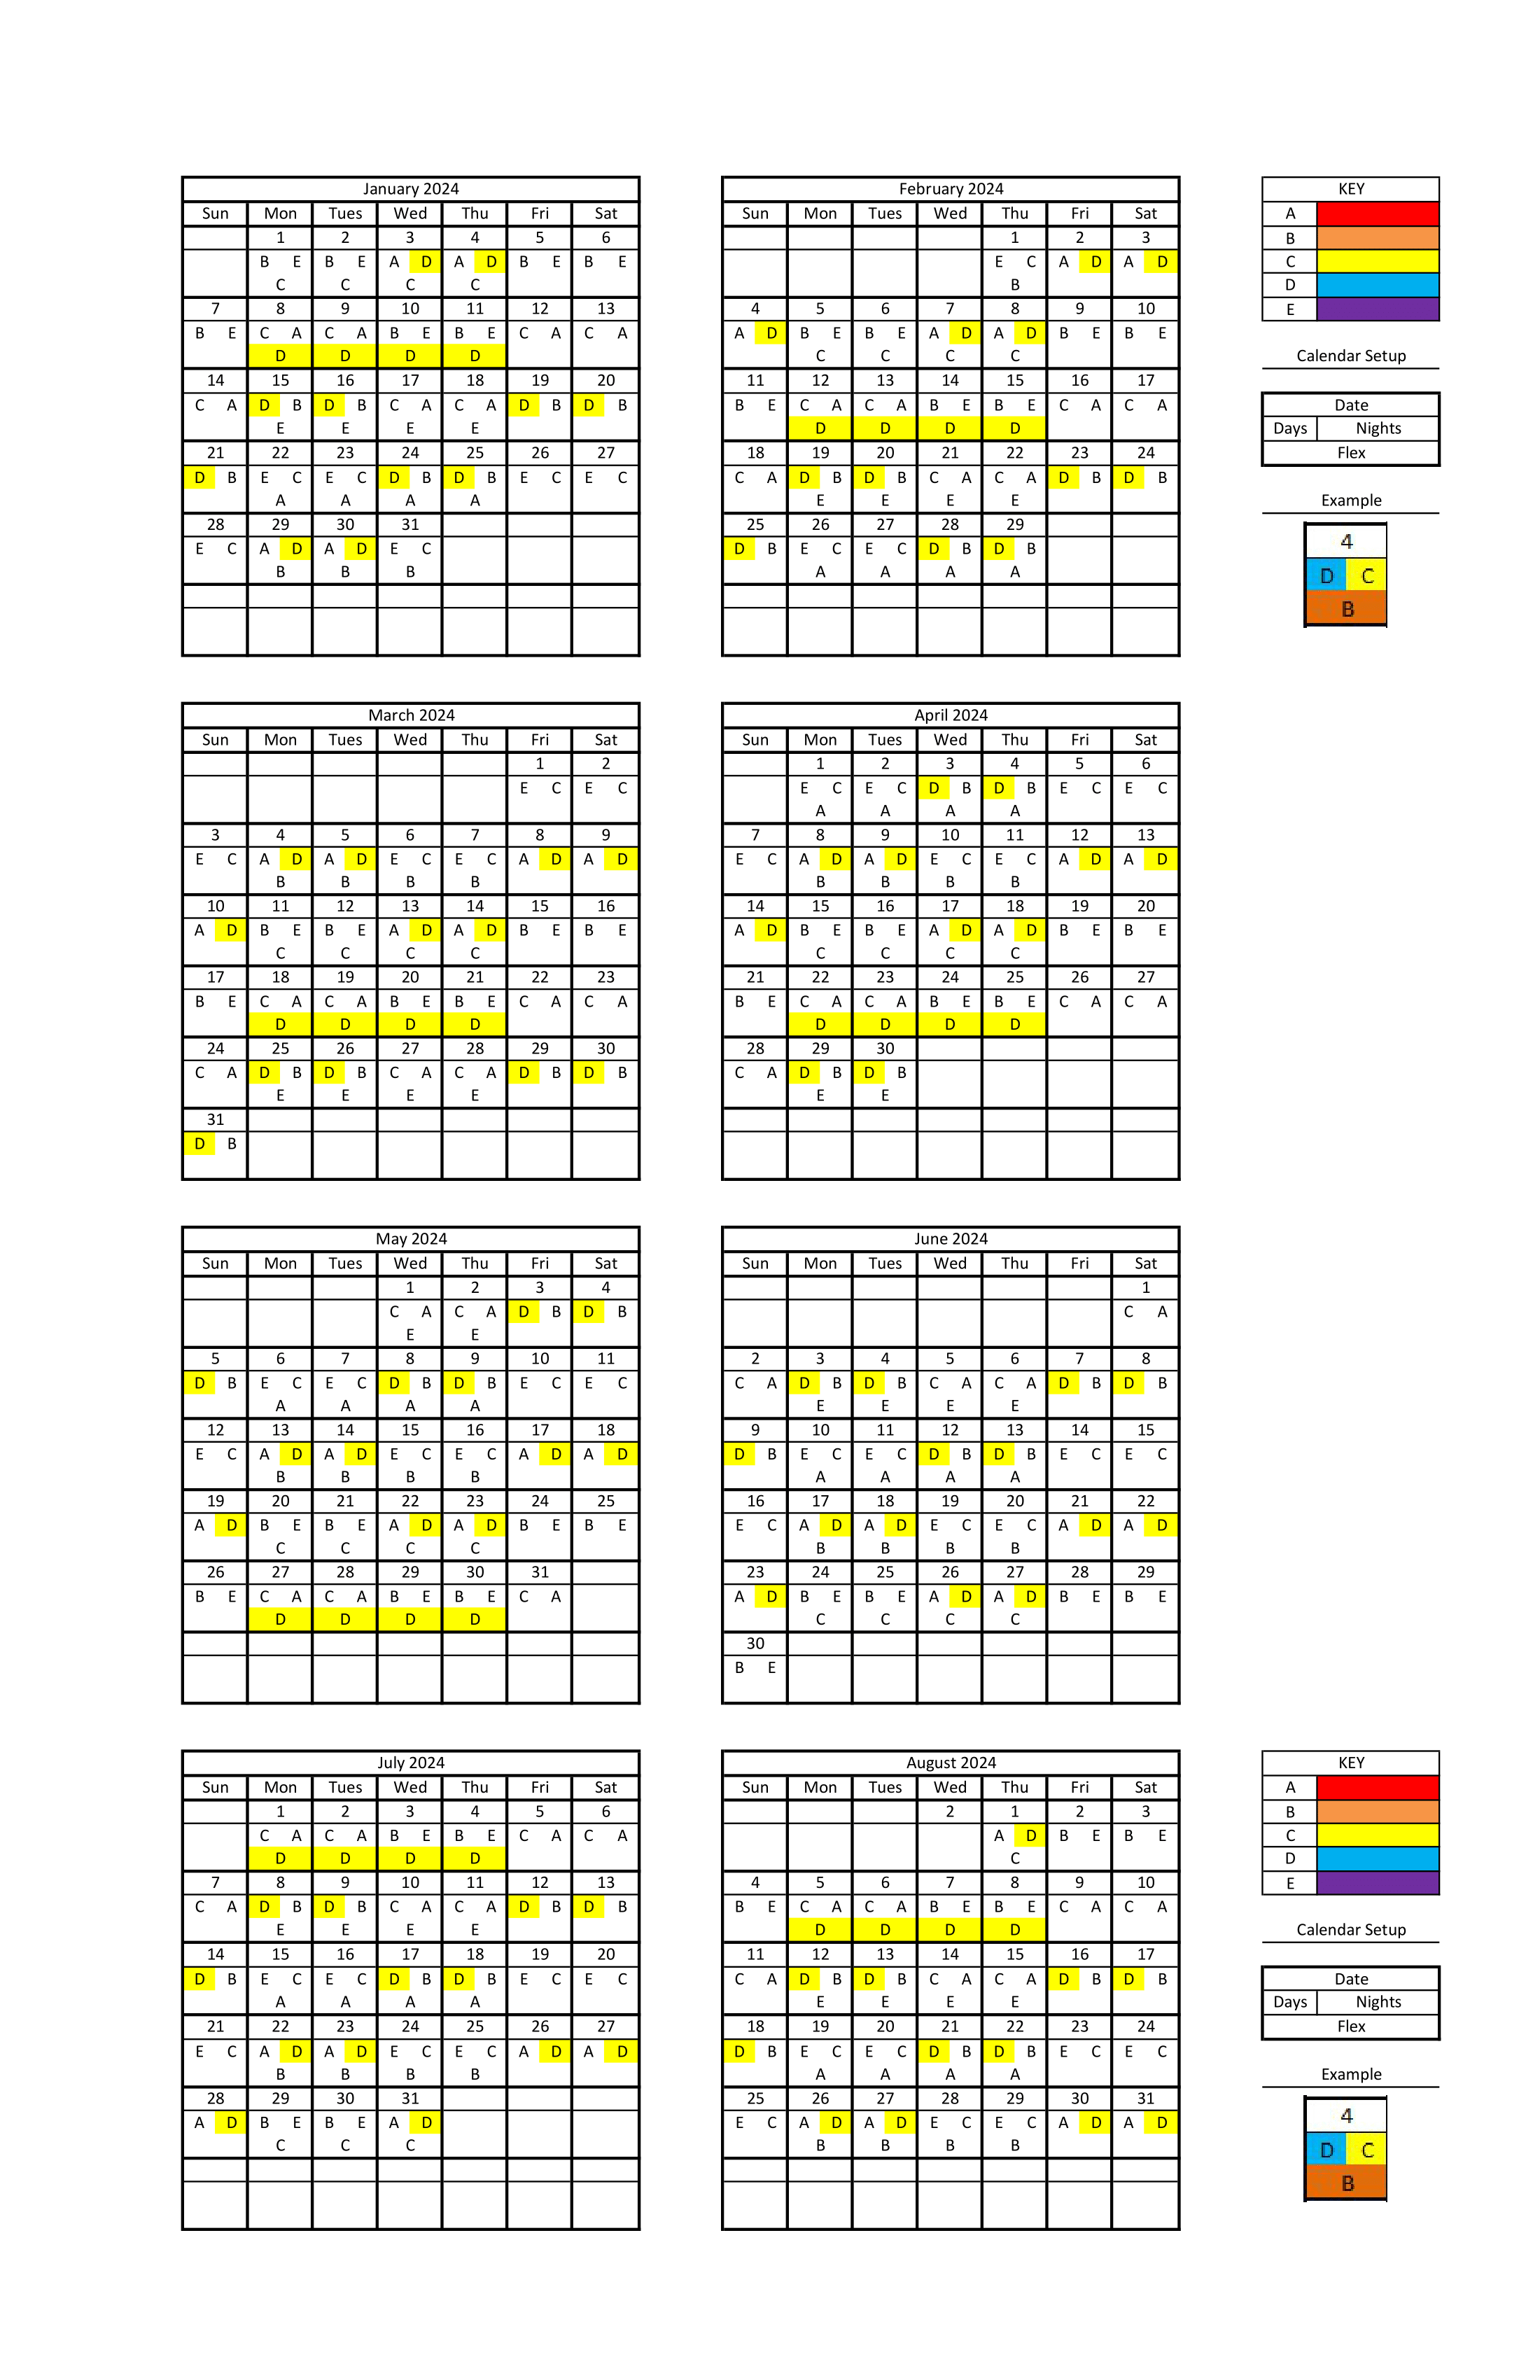 January 2024
Sun Mon Tues Wed Thu Fri Sat
1 2 3 4 5 6
B E B E A D A D B E B E
C C C C
7 8 9 10 11 12 13
B E C A C A B E B E C A C A
D D D D
14 15 16 17 18 19 20
C A D B D B C A C A D B D B
E E E E
21 22 23 24 25 26 27
D B E C E C D B D B E C E C
A A A A
28 29 30 31
E C A D A D E C
B B B
February 2024
Sun Mon Tues Wed Thu Fri Sat
1 2 3
E C A D A D
B
4 5 6 7 8 9 10
A D B E B E A D A D B E B E
C C C C
11 12 13 14 15 16 17
B E C A C A B E B E C A C A
D D D D
18 19 20 21 22 23 24
C A D B D B C A C A D B D B
E E E E
25 26 27 28 29
D B E C E C D B D B
A A A A
KEY
A
B
C
D
E
Calendar Setup
Date
Days Nights
Flex
Example
4
D C
B
March 2024
Sun Mon Tues Wed Thu Fri Sat
1 2
E C E C
3 4 5 6 7 8 9
E C A D A D E C E C A D A D
B B B B
10 11 12 13 14 15 16
A D B E B E A D A D B E B E
C C C C
17 18 19 20 21 22 23
B E C A C A B E B E C A C A
D D D D
24 25 26 27 28 29 30
C A D B D B C A C A D B D B
E E E E
31
D B
April 2024
Sun Mon Tues Wed Thu Fri Sat
1 2 3 4 5 6
E C E C D B D B E C E C
A A A A
7 8 9 10 11 12 13
E C A D A D E C E C A D A D
B B B B
14 15 16 17 18 19 20
A D B E B E A D A D B E B E
C C C C
21 22 23 24 25 26 27
B E C A C A B E B E C A C A
D D D D
28 29 30
C A D B D B
E E
May 2024
Sun Mon Tues Wed Thu Fri Sat
1 2 3 4
C A C A D B D B
E E
5 6 7 8 9 10 11
D B E C E C D B D B E C E C
A A A A
12 13 14 15 16 17 18
E C A D A D E C E C A D A D
B B B B
19 20 21 22 23 24 25
A D B E B E A D A D B E B E
C C C C
26 27 28 29 30 31
B E C A C A B E B E C A
D D D D
June 2024
Sun Mon Tues Wed Thu Fri Sat
1
C A
2 3 4 5 6 7 8
C A D B D B C A C A D B D B
E E E E
9 10 11 12 13 14 15
D B E C E C D B D B E C E C
A A A A
16 17 18 19 20 21 22
E C A D A D E C E C A D A D
B B B B
23 24 25 26 27 28 29
A D B E B E A D A D B E B E
C C C C
30
B E
July 2024
Sun Mon Tues Wed Thu Fri Sat
1 2 3 4 5 6
C A C A B E B E C A C A
D D D D
7 8 9 10 11 12 13
C A D B D B C A C A D B D B
E E E E
14 15 16 17 18 19 20
D B E C E C D B D B E C E C
A A A A
21 22 23 24 25 26 27
E C A D A D E C E C A D A D
B B B B
28 29 30 31
A D B E B E A D
C C C
August 2024
Sun Mon Tues Wed Thu Fri Sat
2 1 2 3
A D B E B E
C
4 5 6 7 8 9 10
B E C A C A B E B E C A C A
D D D D
11 12 13 14 15 16 17
C A D B D B C A C A D B D B
E E E E
18 19 20 21 22 23 24
D B E C E C D B D B E C E C
A A A A
25 26 27 28 29 30 31
E C A D A D E C E C A D A D
B B B B
KEY
A
B
C
D
E
Calendar Setup
Date
Days Nights
Flex
Example
4
D C
B